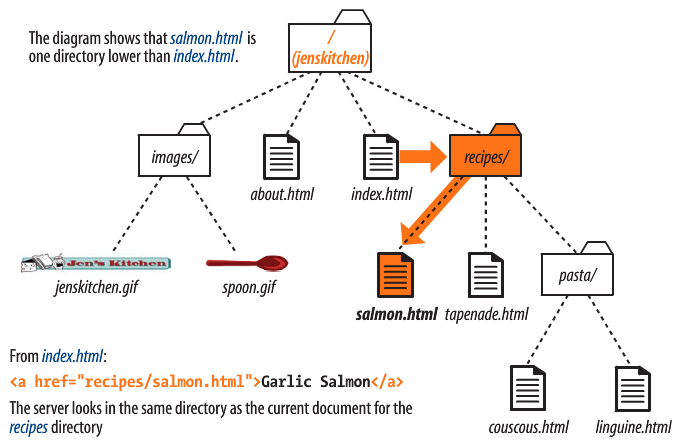 The diagram shows that salmon.html is
one directory lower than index.html.
/
(jenskitchen)
images/
about.html
index.html
recipes/
Jen's Kitchen
jenskitchen.gif
spoon.gif
salmon.html
tapenade.html
pasta/
couscous.html
linguine.html
From index.html:
<a href="recipes/salmon.html">Garlic Salmon</a>
The server looks in the same directory as the current document for the
recipes directory